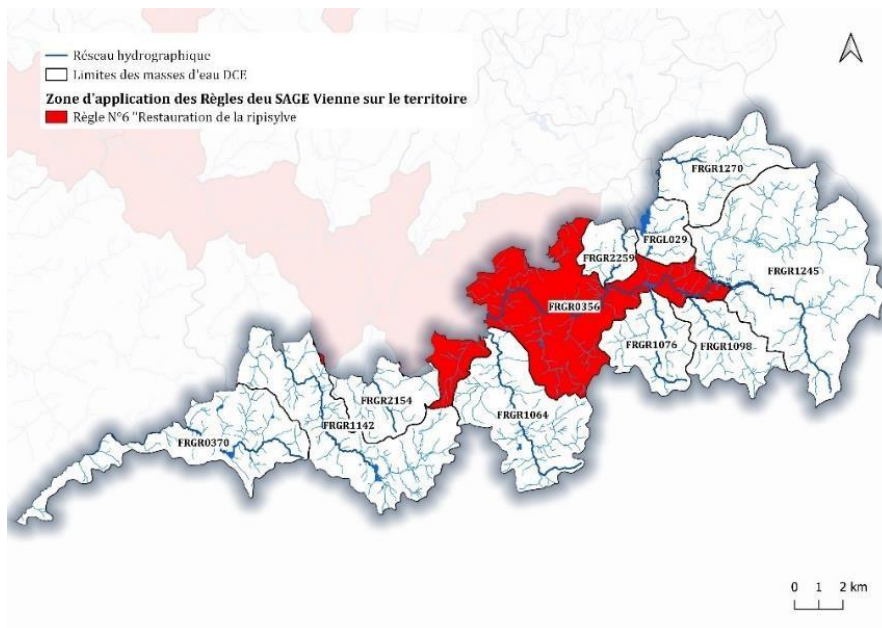 Réseau hydrographique
Limites des masses d'eau DCE
Zone d'application des Règles deu SAGE Vienne sur le territoire
Règle N°6 "Restauration de la ripisylve
FRGR1270
FRGL029
FRGR2259
FRGR1245
FRGR0356
FRGR1076
FRGR1098
FRGR2154
FRGR1064
FRGR1142
FRGR0370
0 1 2 km